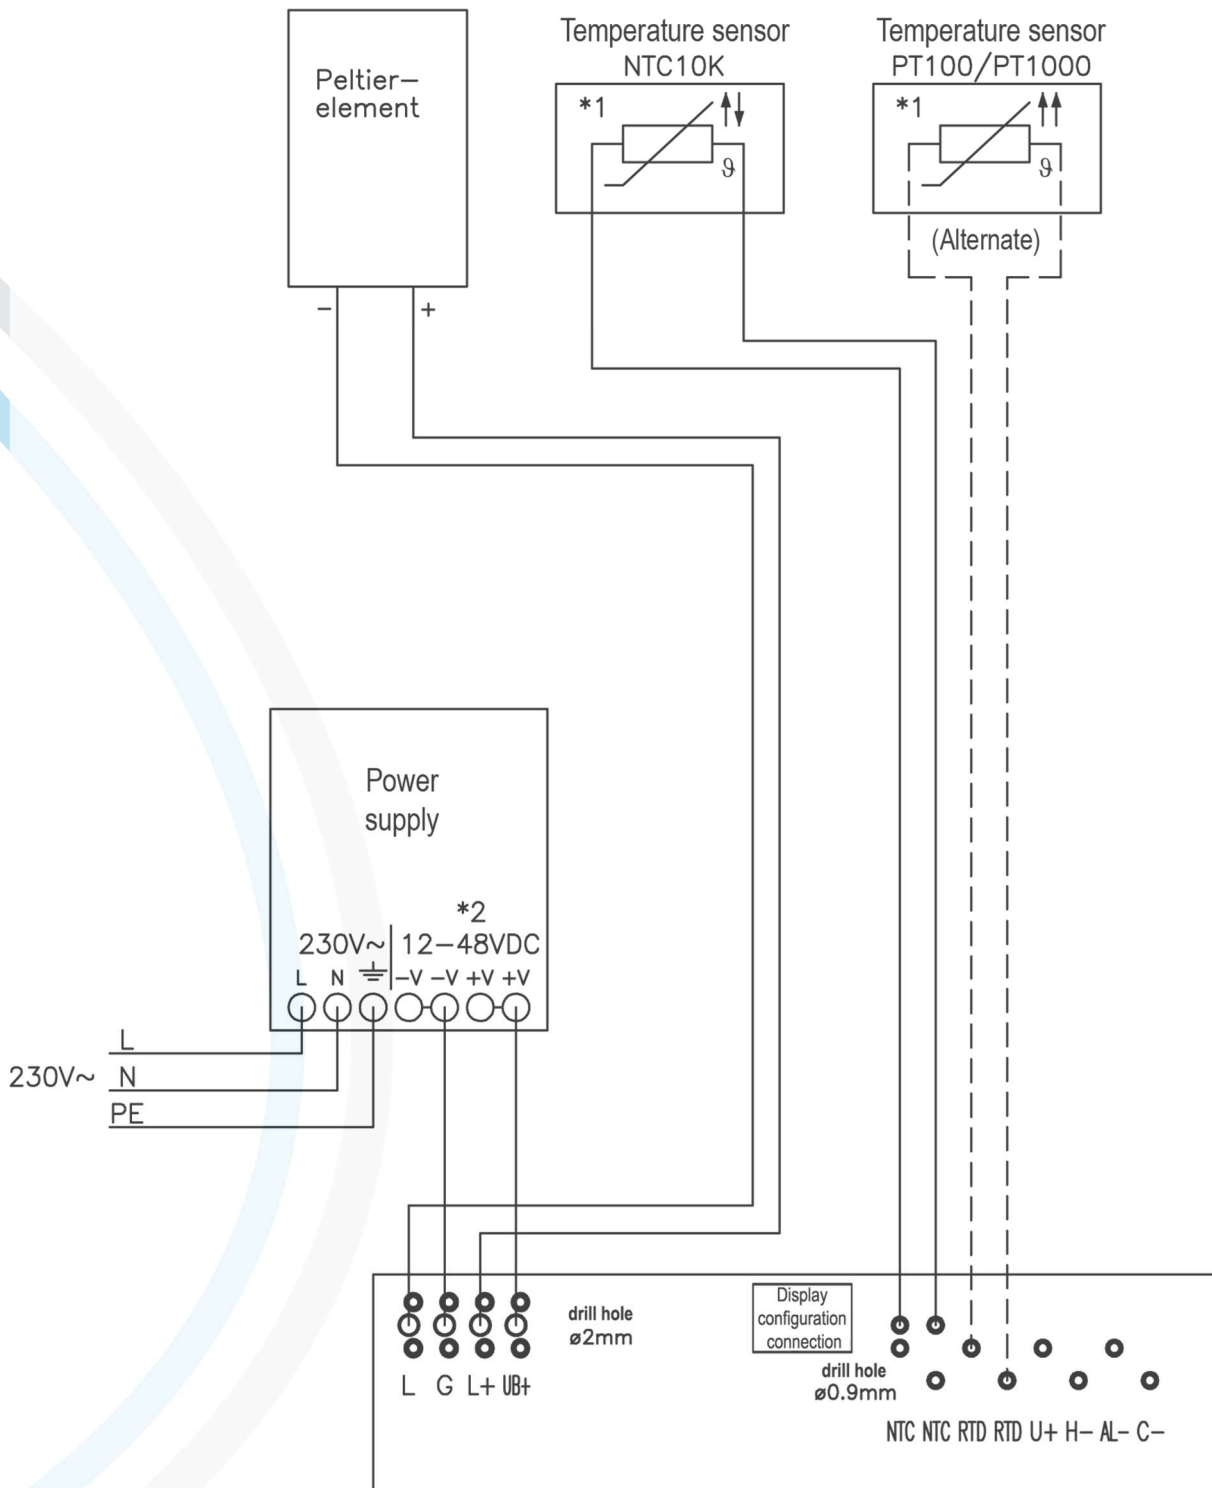 Temperature sensor
NTC10K
Temperature sensor
PT100/PT1000
Peltier-
element
*1
ϑ
*1
ϑ
(Alternate)
- +
Power
supply
*2
230V~ 12-48VDC
L N -V -V +V +V
L
230V~ N
PE
drill hole
ø2mm
Display
configuration
connection
drill hole
ø0.9mm
L G L+ UB+
NTC NTC RTD RTD U+ H- AL- C-